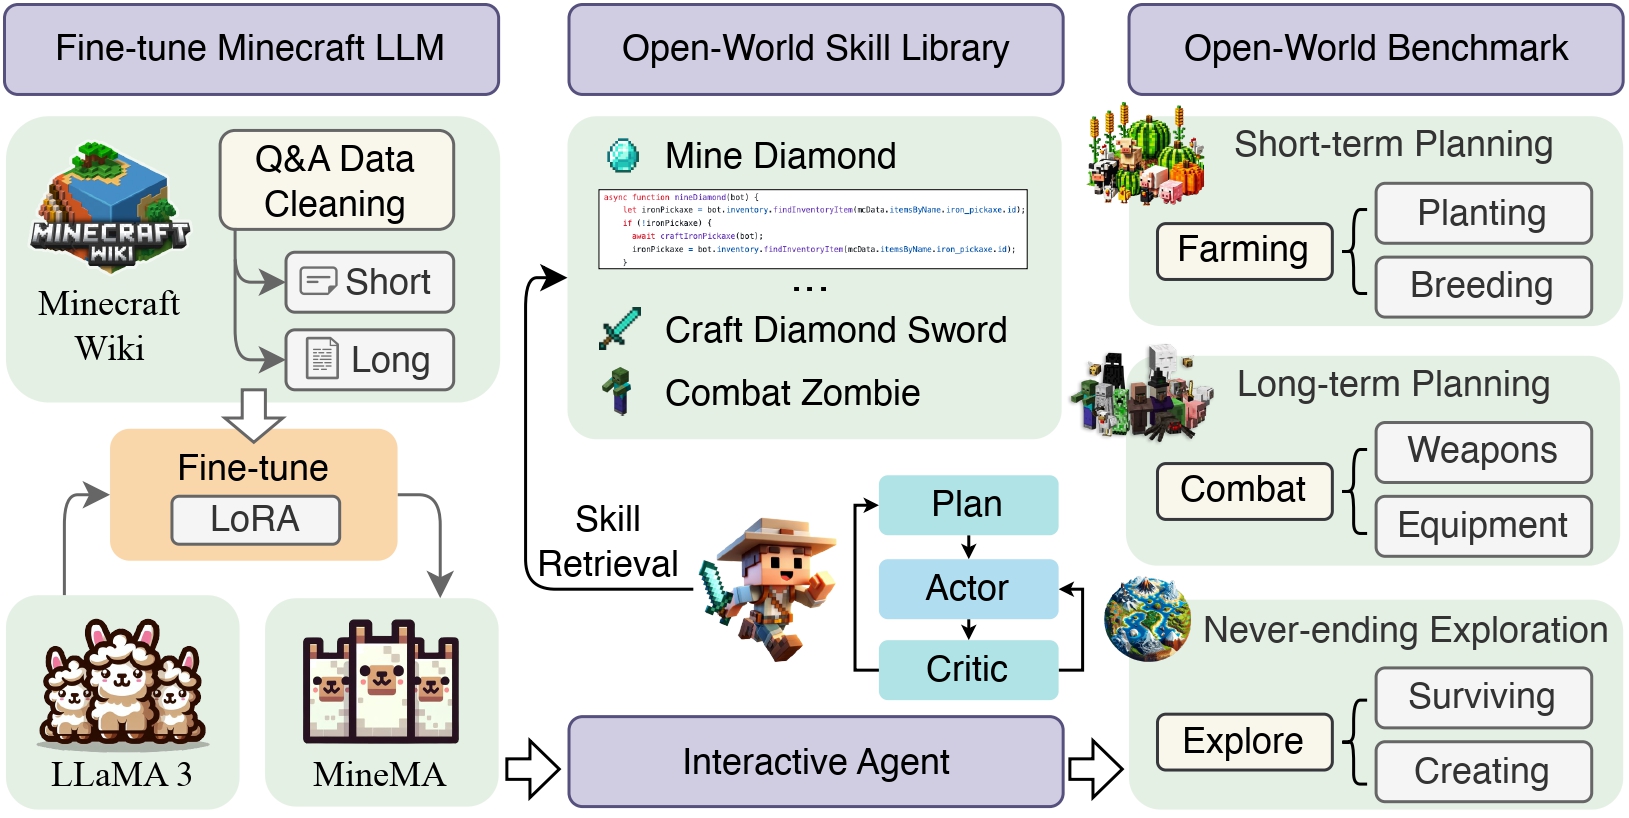 Fine-tune Minecraft LLM
MINECRAFT
WIKI
Minecraft
Wiki
Q&A Data
Cleaning
Short
Long
Fine-tune
LoRA
LLaMA 3
MineMA
Open-World Skill Library
Mine Diamond
async function nineDiamond(bot) {
let ironPickaxe = bot.inventory.findInventoryItem(mcData.itemsByName.iron_pickaxe.id);
if (!ironPickaxe) {
await craftIronPickaxe(bot);
ironPickaxe = bot.inventory.findInventoryItem(mcData.itemsByName.iron_pickaxe.id);
}
...
Craft Diamond Sword
Combat Zombie
Skill
Retrieval
Plan
Actor
Critic
Interactive Agent
Open-World Benchmark
Short-term Planning
Farming
Planting
Breeding
Long-term Planning
Combat
Weapons
Equipment
Never-ending Exploration
Explore
Surviving
Creating